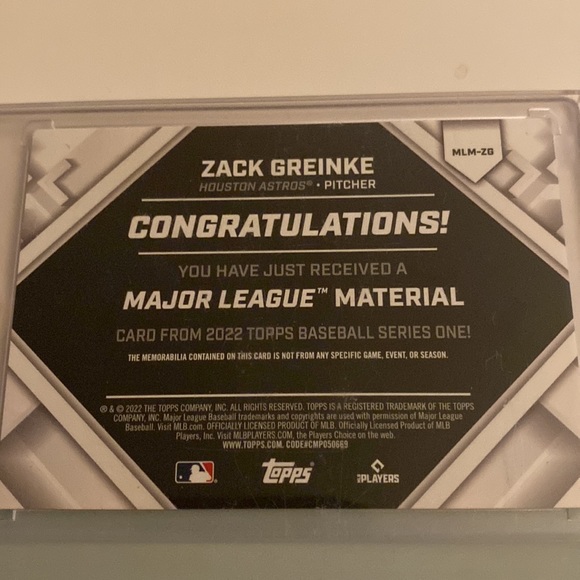 MLM-ZG
ZACK GREINKE
HOUSTON ASTROS® • PITCHER
CONGRATULATIONS!
YOU HAVE JUST RECEIVED A
MAJOR LEAGUE™ MATERIAL
CARD FROM 2022 TOPPS BASEBALL SERIES ONE!
THE MEMORABILIA CONTAINED ON THIS CARD IS NOT FROM ANY SPECIFIC GAME, EVENT, OR SEASON.
® & © 2022 THE TOPPS COMPANY, INC. ALL RIGHTS RESERVED. TOPPS IS A REGISTERED TRADEMARK OF THE TOPPS
COMPANY, INC. Major League Baseball trademarks and copyrights are used with permission of Major League
Baseball. Visit MLB.com. OFFICIALLY LICENSED PRODUCT OF MLB. Officially Licensed Product of MLB
Players, Inc. Visit MLBPLAYERS.COM, the Players Choice on the web.
WWW.TOPPS.COM. CODE#CMP050669
Topps
PLAYERS